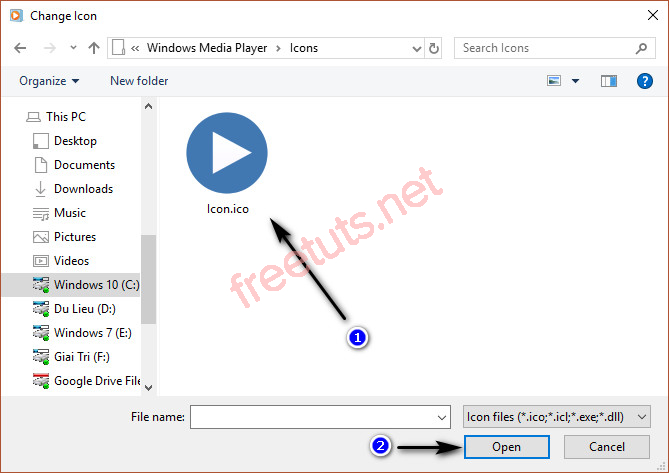 Change Icon
« Windows Media Player > Icons
Search Icons
Organize
New folder
This PC
Desktop
Documents
Downloads
Music
Pictures
Videos
Windows 10 (C:)
Du Lieu (D:)
Windows 7 (E:)
Giai Tri (F:)
Google Drive File
Icon.ico
freetuts.net
1
File name:
Icon files (*.ico;*.icl;*.exe;*.dll)
2
Open
Cancel